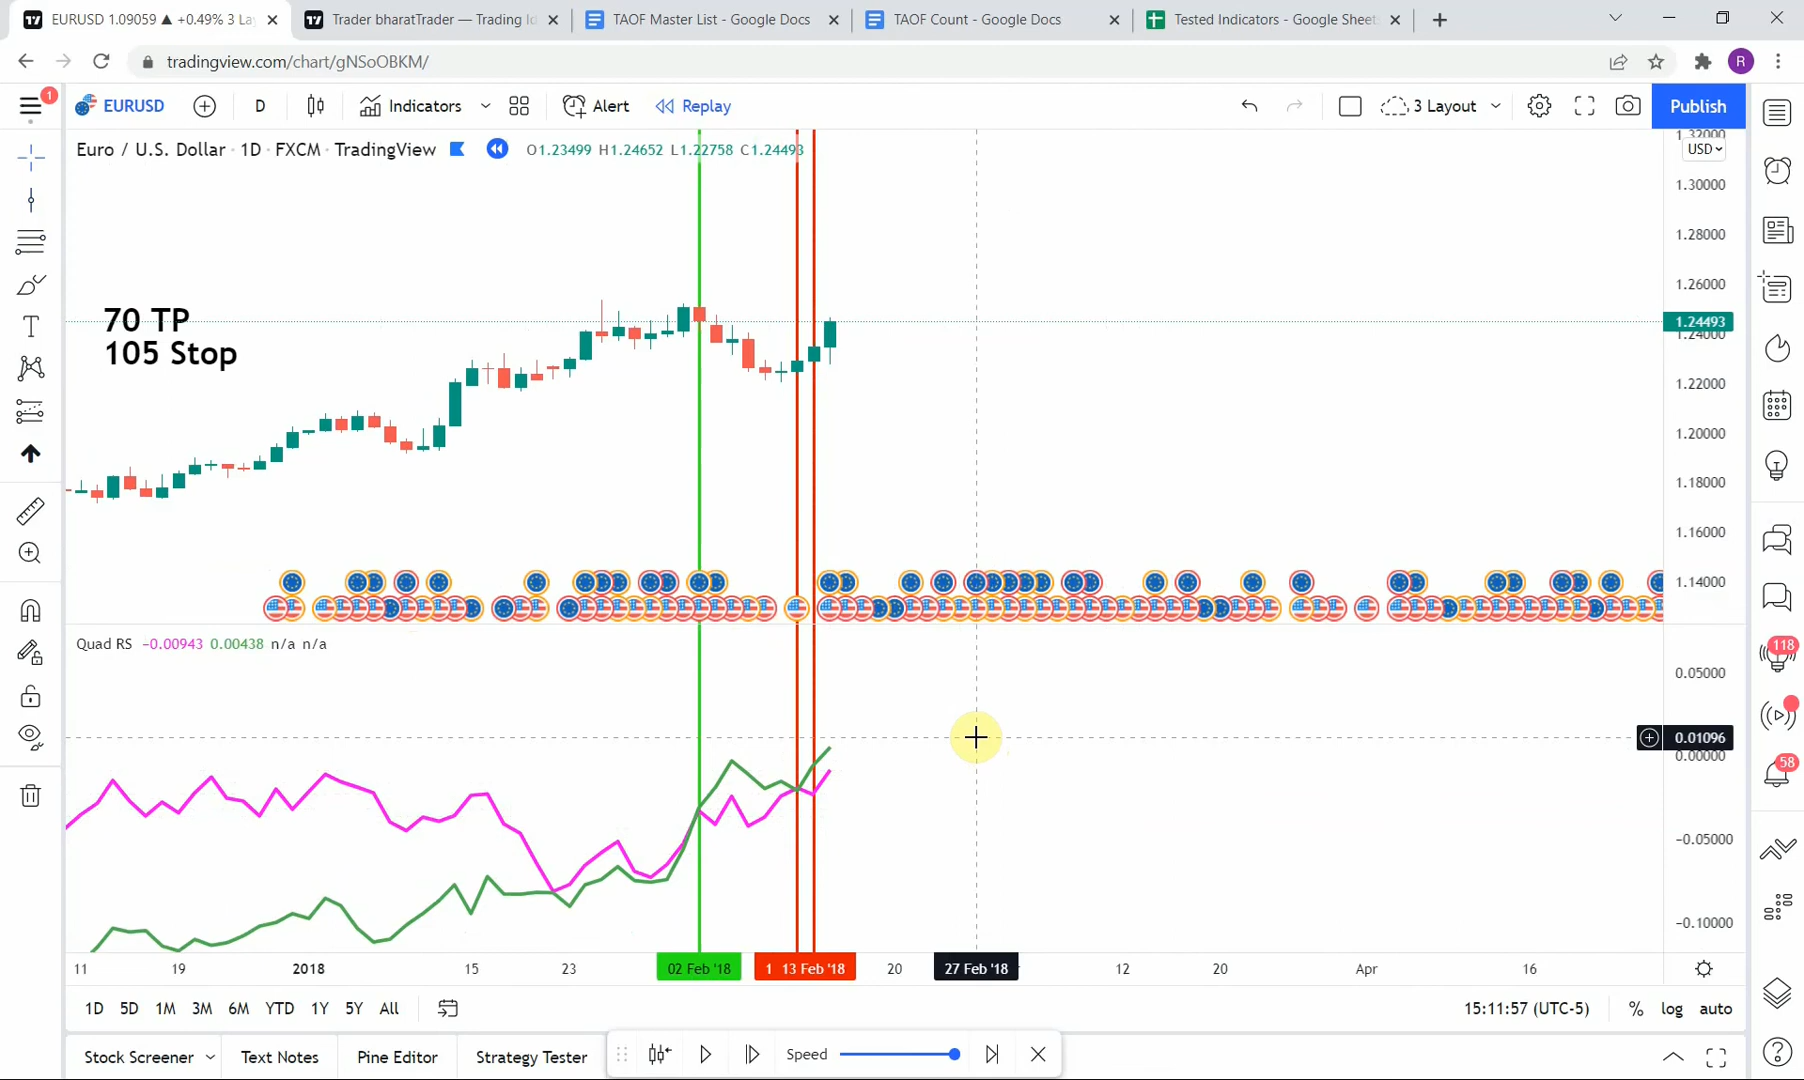 EURUSD 1.09059 ▲ +0.49% 3 La
Trader bharatTrader — Trading Id
TAOF Master List - Google Docs
TAOF Count - Google Docs
Tested Indicators - Google Sheets
tradingview.com/chart/gNSoOBKM/
R
1
EURUSD
D
Indicators
Alert
Replay
3 Layout
Publish
Euro / U.S. Dollar · 1D · FXCM · TradingView
O1.23499 H1.24652 L1.22758 C1.24493
1.32000
USD
1.30000
1.28000
1.26000
70 TP
105 Stop
1.24493
1.24000
1.22000
1.20000
1.18000
1.16000
1.14000
Quad RS -0.00943 0.00438 n/a n/a
0.05000
0.01096
0.00000
-0.05000
-0.10000
118
58
11 19 2018 15 23 02 Feb '18 1 13 Feb '18 20 27 Feb '18 12 20 Apr 16
1D 5D 1M 3M 6M YTD 1Y 5Y All
15:11:57 (UTC-5) % log auto
Stock Screener Text Notes Pine Editor Strategy Tester
Speed